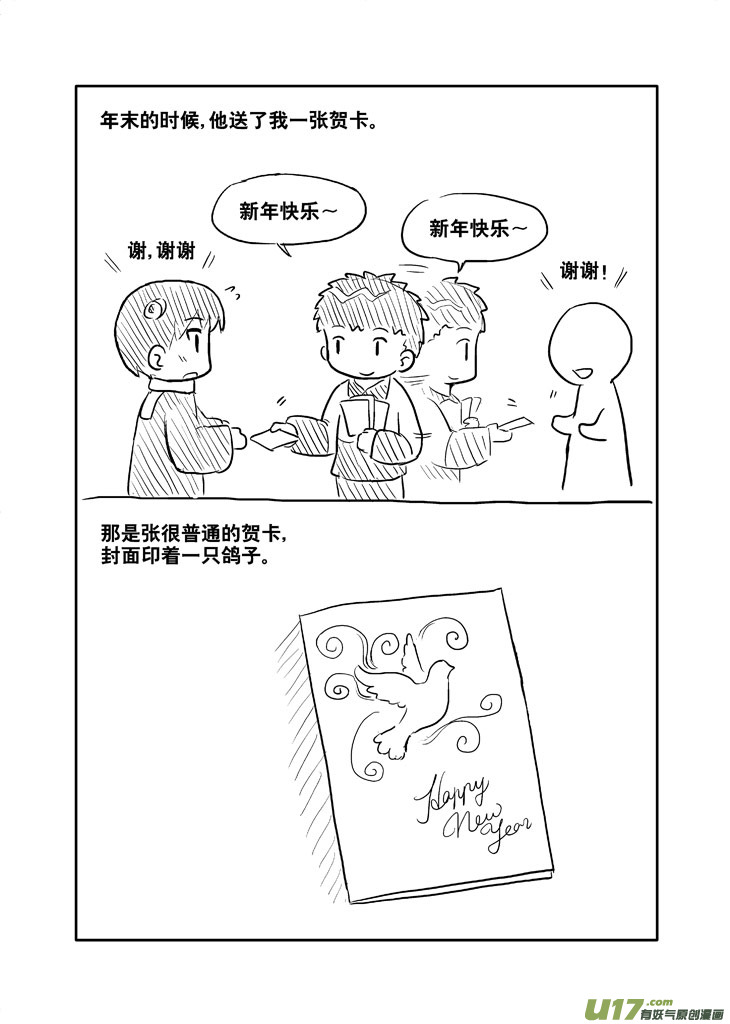 年末的时候,他送了我一张贺卡。
新年快乐～
新年快乐～
谢,谢谢
谢谢!
那是张很普通的贺卡,
封面印着一只鸽子。
Happy
New
Year
U17.com
有妖气原创漫画